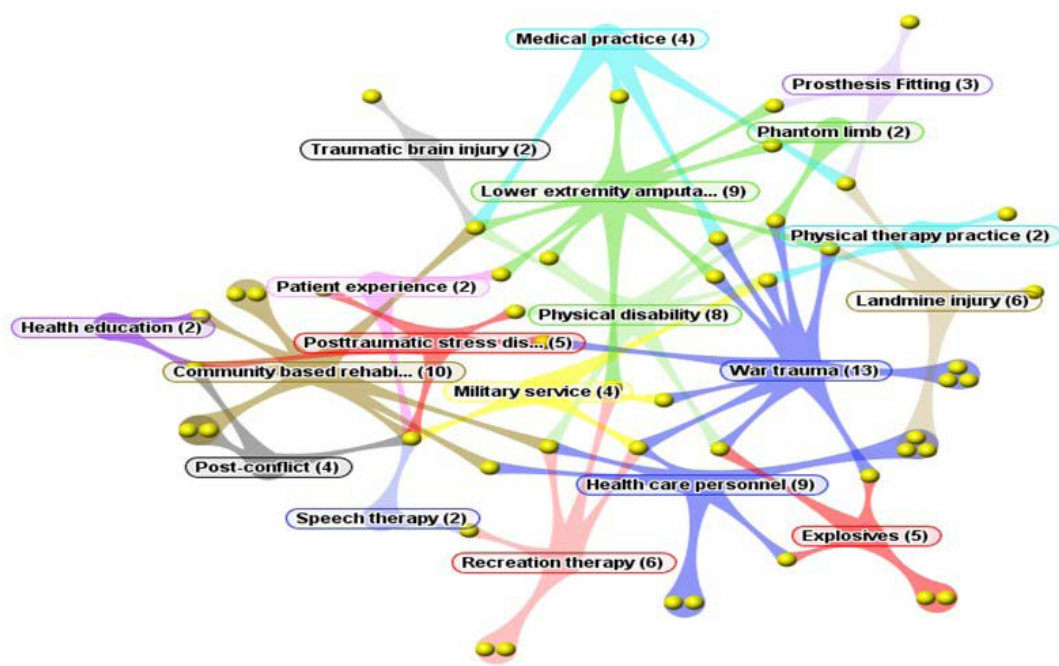 Medical practice (4)
Prosthesis Fitting (3)
Phantom limb (2)
Traumatic brain injury (2)
Lower extremity amputa... (9)
Physical therapy practice (2)
Patient experience (2)
Landmine injury (6)
Physical disability (8)
Health education (2)
Posttraumatic stress dis... (5)
Community based rehabi... (10)
War trauma (13)
Military service (4)
Post-conflict (4)
Health care personnel (9)
Speech therapy (2)
Explosives (5)
Recreation therapy (6)